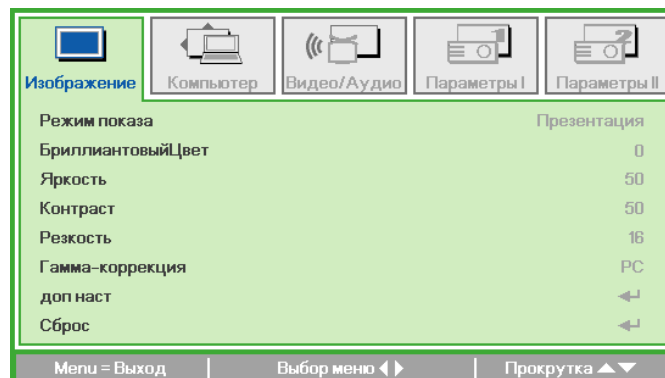 Изображение Компьютер Видео/Аудио Параметры I Параметры II
Режим показа Презентация
БриллиантовыйЦвет 0
Яркость 50
Контраст 50
Резкость 16
Гамма-коррекция PC
доп наст
Сброс
Menu = Выход Выбор меню Прокрутка